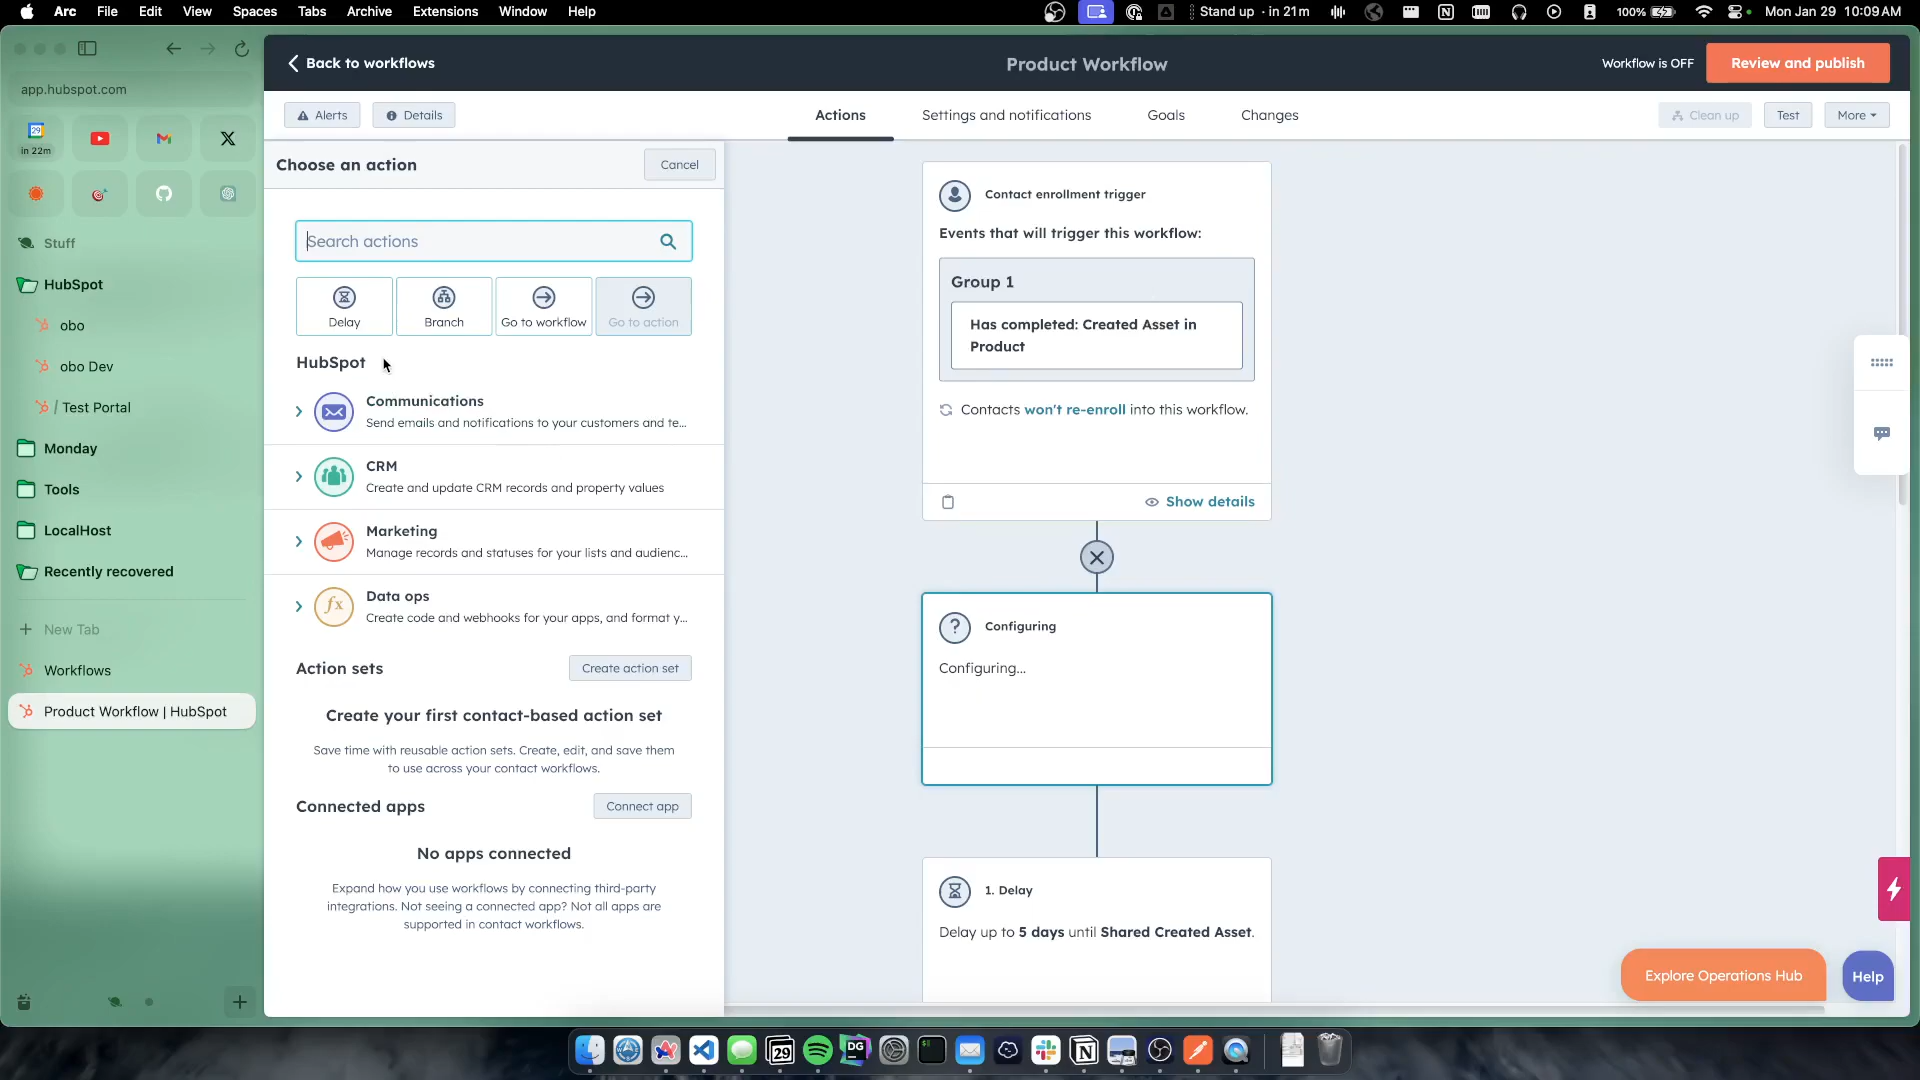 Arc File Edit View Spaces Tabs Archive Extensions Window Help
Stand up · in 21m
100%
Mon Jan 29 10:09 AM
app.hubspot.com
29
in 22m
Stuff
HubSpot
obo
obo Dev
/ Test Portal
Monday
Tools
LocalHost
Recently recovered
New Tab
Workflows
Product Workflow | HubSpot
Back to workflows
Product Workflow
Workflow is OFF
Review and publish
Alerts
Details
Actions
Settings and notifications
Goals
Changes
Clean up
Test
More
Choose an action
Cancel
Search actions
Delay
Branch
Go to workflow
Go to action
HubSpot
Communications
Send emails and notifications to your customers and te...
CRM
Create and update CRM records and property values
Marketing
Manage records and statuses for your lists and audienc...
fx
Data ops
Create code and webhooks for your apps, and format y...
Action sets
Create action set
Create your first contact-based action set
Save time with reusable action sets. Create, edit, and save them
to use across your contact workflows.
Connected apps
Connect app
No apps connected
Expand how you use workflows by connecting third-party
integrations. Not seeing a connected app? Not all apps are
supported in contact workflows.
Contact enrollment trigger
Events that will trigger this workflow:
Group 1
Has completed: Created Asset in
Product
Contacts won't re-enroll into this workflow.
Show details
?
Configuring
Configuring...
1. Delay
Delay up to 5 days until Shared Created Asset.
Explore Operations Hub
Help
29
DG